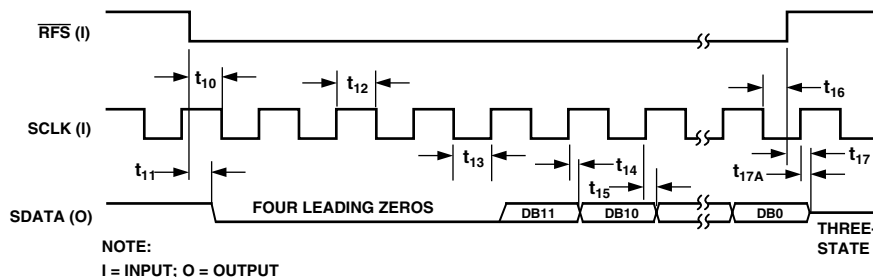 RFS (I)
t10
t12
t16
SCLK (I)
t11
t13
t14
t15
t17
t17A
SDATA (O)
FOUR LEADING ZEROS
DB11
DB10
DB0
THREE-
STATE
NOTE:
I = INPUT; O = OUTPUT